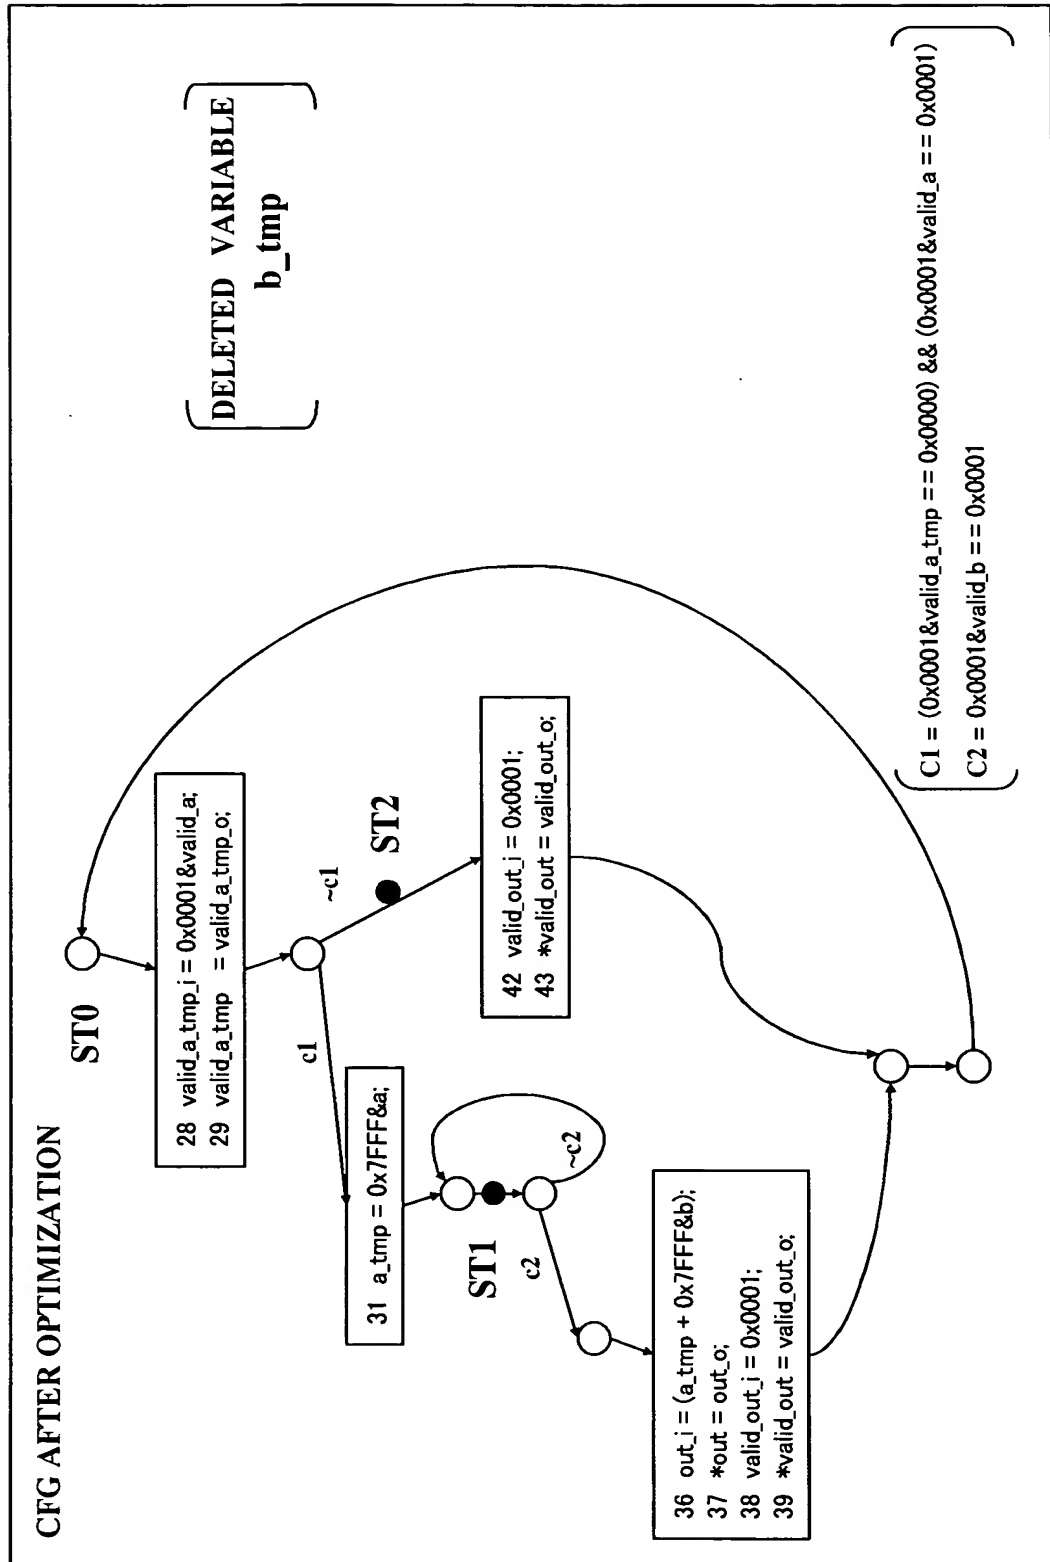 CFG AFTER OPTIMIZATION
ST0
28 valid_a_tmp_i = 0x0001&valid_a;
29 valid_a_tmp = valid_a_tmp_o;
c1
~c1
ST2
31 a_tmp = 0x7FFF&a;
ST1
c2
~c2
42 valid_out_i = 0x0001;
43 *valid_out = valid_out_o;
36 out_i = (a_tmp + 0x7FFF&b);
37 *out = out_o;
38 valid_out_i = 0x0001;
39 *valid_out = valid_out_o;
DELETED VARIABLE
b_tmp
C1 = (0x0001&valid_a_tmp == 0x0000) && (0x0001&valid_a == 0x0001)
C2 = 0x0001&valid_b == 0x0001